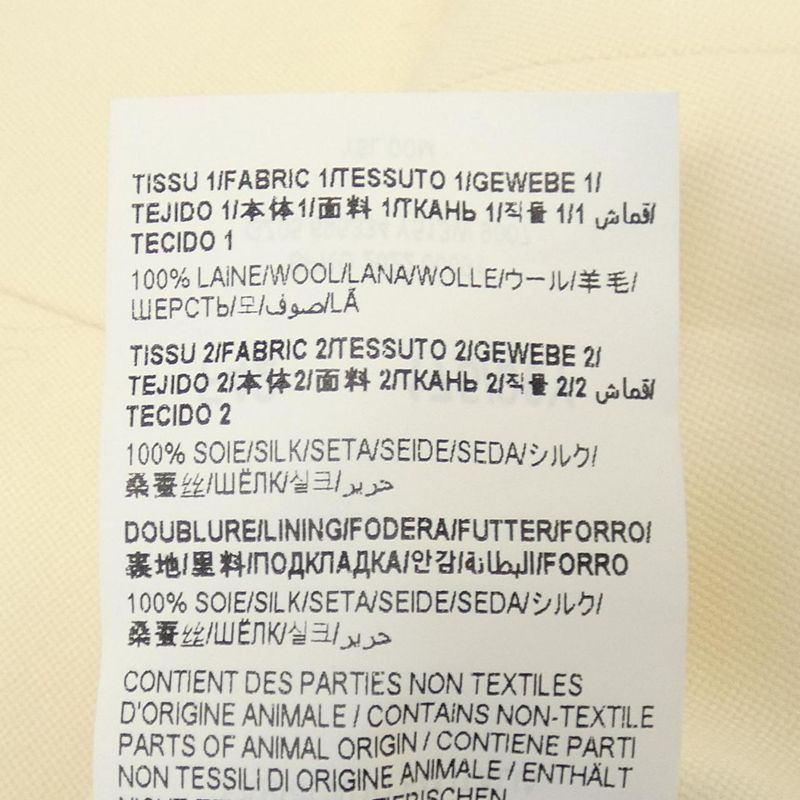 TISSU 1/FABRIC 1/TESSUTO 1/GEWEBE 1/
TEJIDO 1/本体1/面料 1/ТКАНЬ 1/직물 1/1 قماش/
TECIDO 1
100% LAINE/WOOL/LANA/WOLLE/ウール/羊毛/
ШЕРСТЬ/모/صوف/LÃ
TISSU 2/FABRIC 2/TESSUTO 2/GEWEBE 2/
TEJIDO 2/本体2/面料 2/ТКАНЬ 2/직물 2/2 قماش/
TECIDO 2
100% SOIE/SILK/SETA/SEIDE/SEDA/シルク/
桑蚕丝/ШЁЛК/실크/حرير
DOUBLURE/LINING/FODERA/FUTTER/FORRO/
裏地/里料/ПОДКЛАДКА/안감/البطانة/FORRO
100% SOIE/SILK/SETA/SEIDE/SEDA/シルク/
桑蚕丝/ШЁЛК/실크/حرير
CONTIENT DES PARTIES NON TEXTILES
D'ORIGINE ANIMALE / CONTAINS NON-TEXTILE
PARTS OF ANIMAL ORIGIN / CONTIENE PARTI
NON TESSILI DI ORIGINE ANIMALE / ENTHÄLT